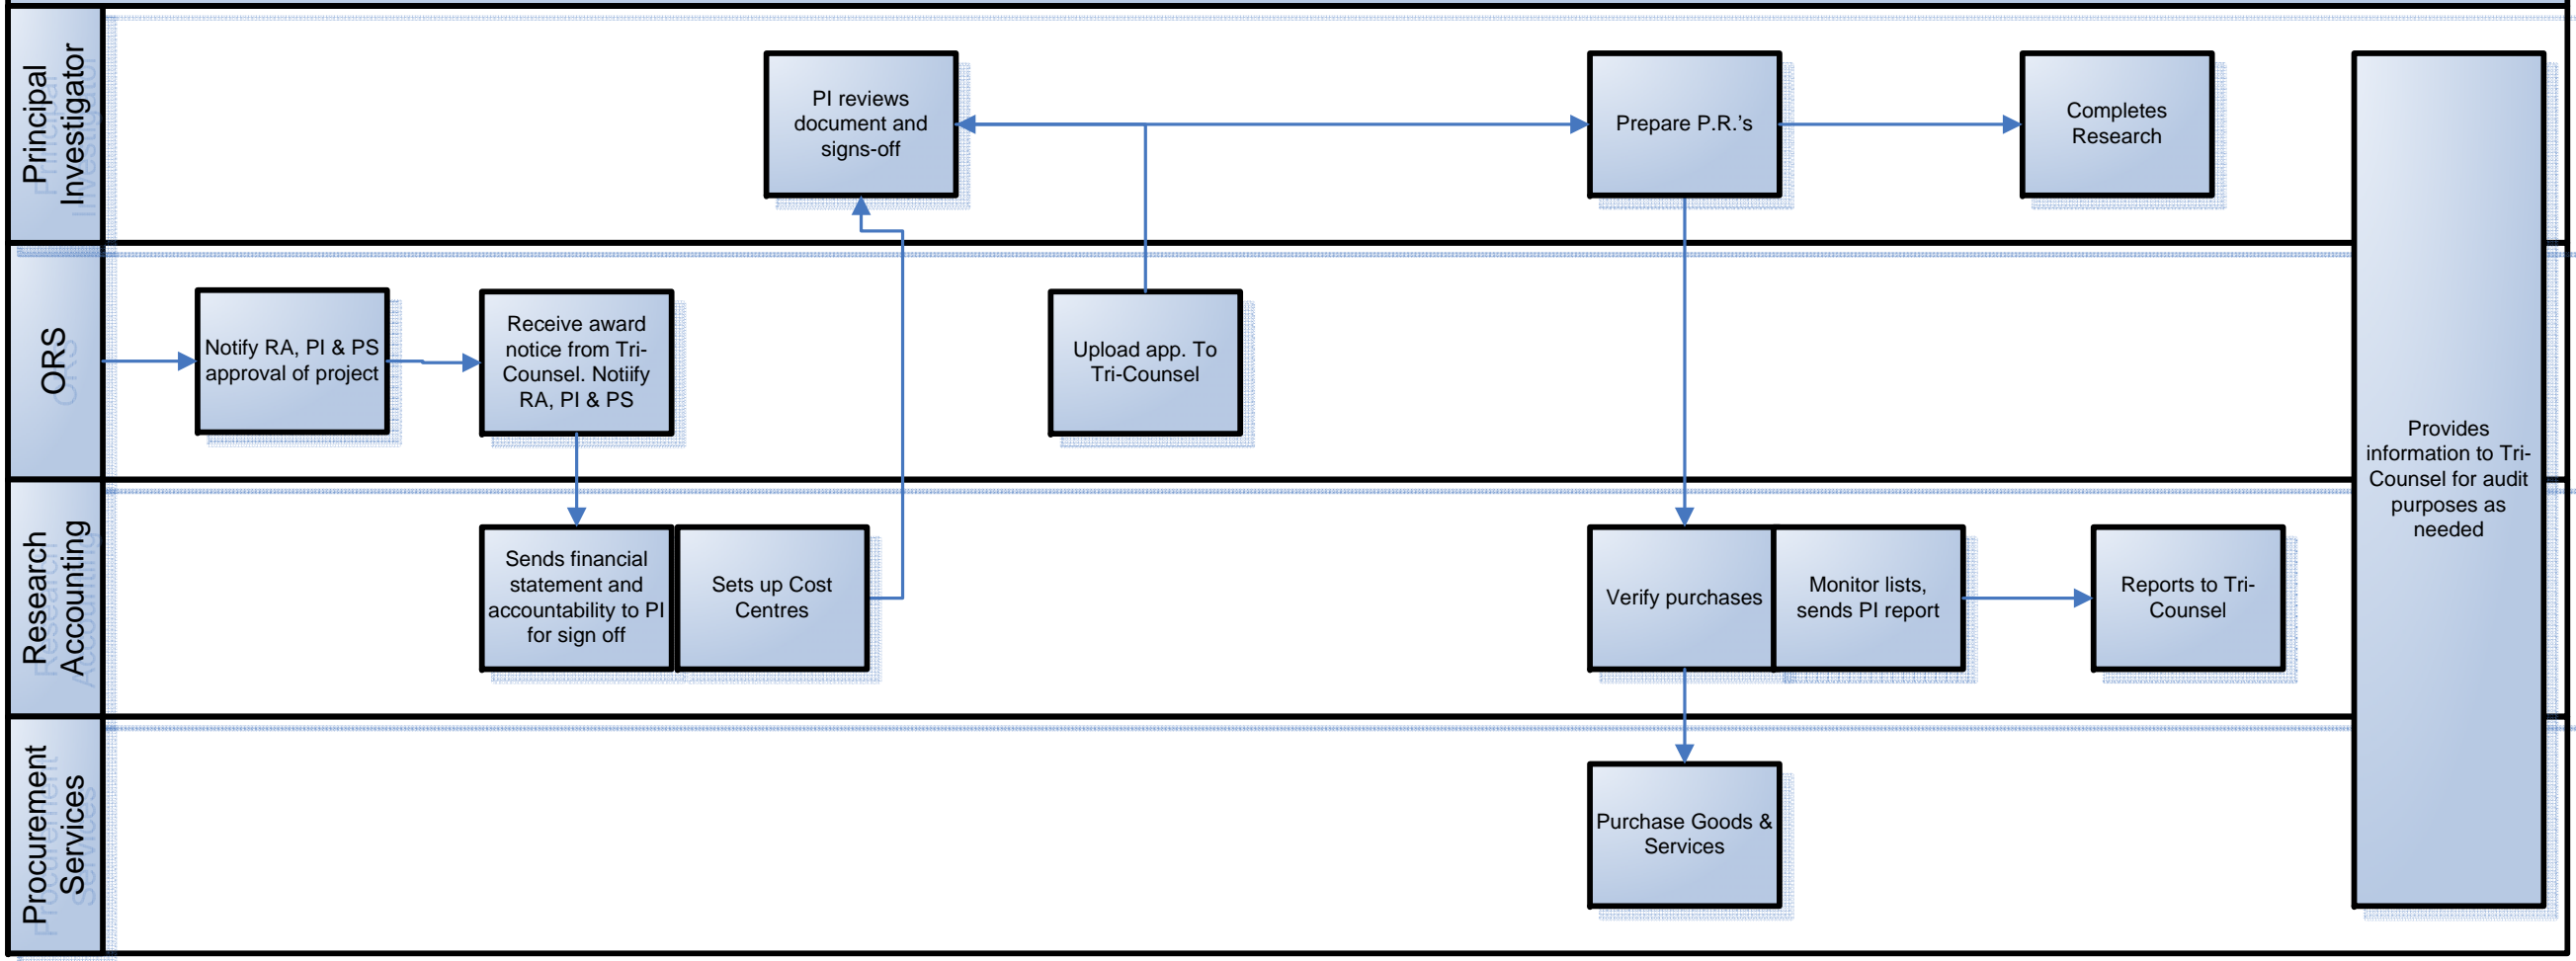 Principal
Investigator
PI reviews
document and
signs-off
Prepare P.R.'s
Completes
Research
ORS
Notify RA, PI & PS
approval of project
Receive award
notice from Tri-
Counsel. Notiify
RA, PI & PS
Upload app. To
Tri-Counsel
Provides
information to Tri-
Counsel for audit
purposes as
needed
Research
Accounting
Sends financial
statement and
accountability to PI
for sign off
Sets up Cost
Centres
Verify purchases
Monitor lists,
sends PI report
Reports to Tri-
Counsel
Procurement
Services
Purchase Goods &
Services